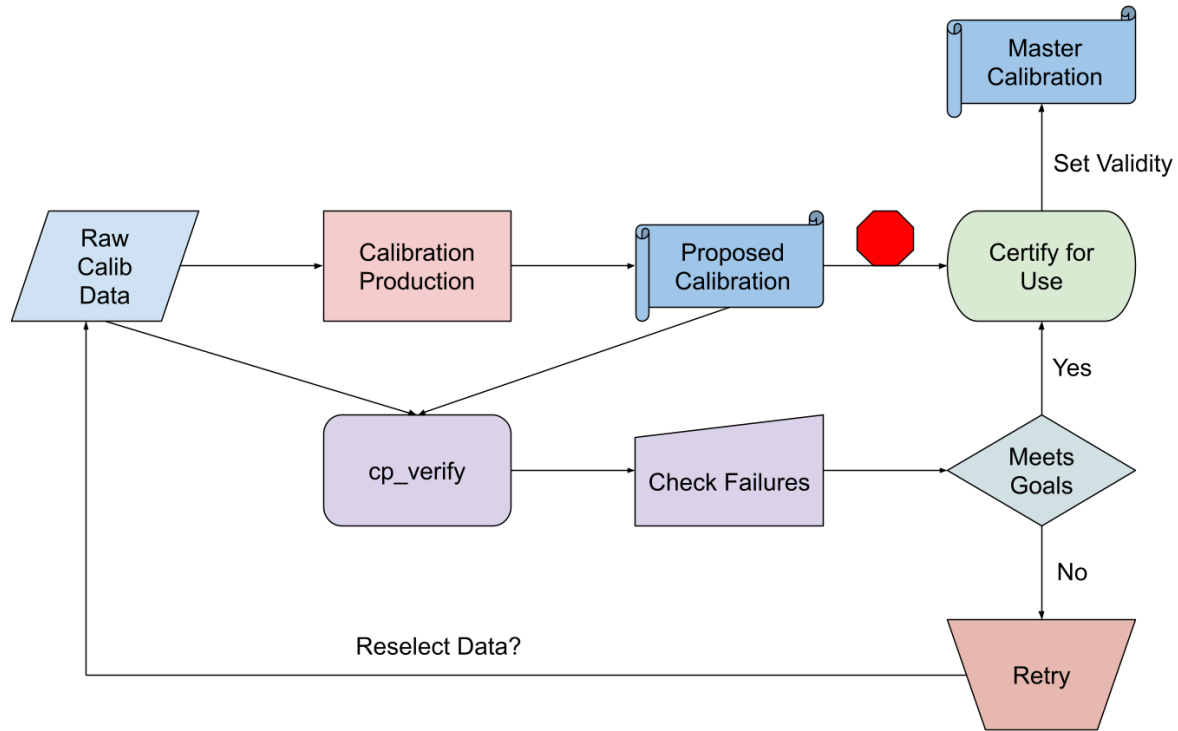 Master
Calibration
Set Validity
Raw
Calib
Data
Calibration
Production
Proposed
Calibration
Certify for
Use
Yes
cp_verify
Check Failures
Meets
Goals
No
Reselect Data?
Retry